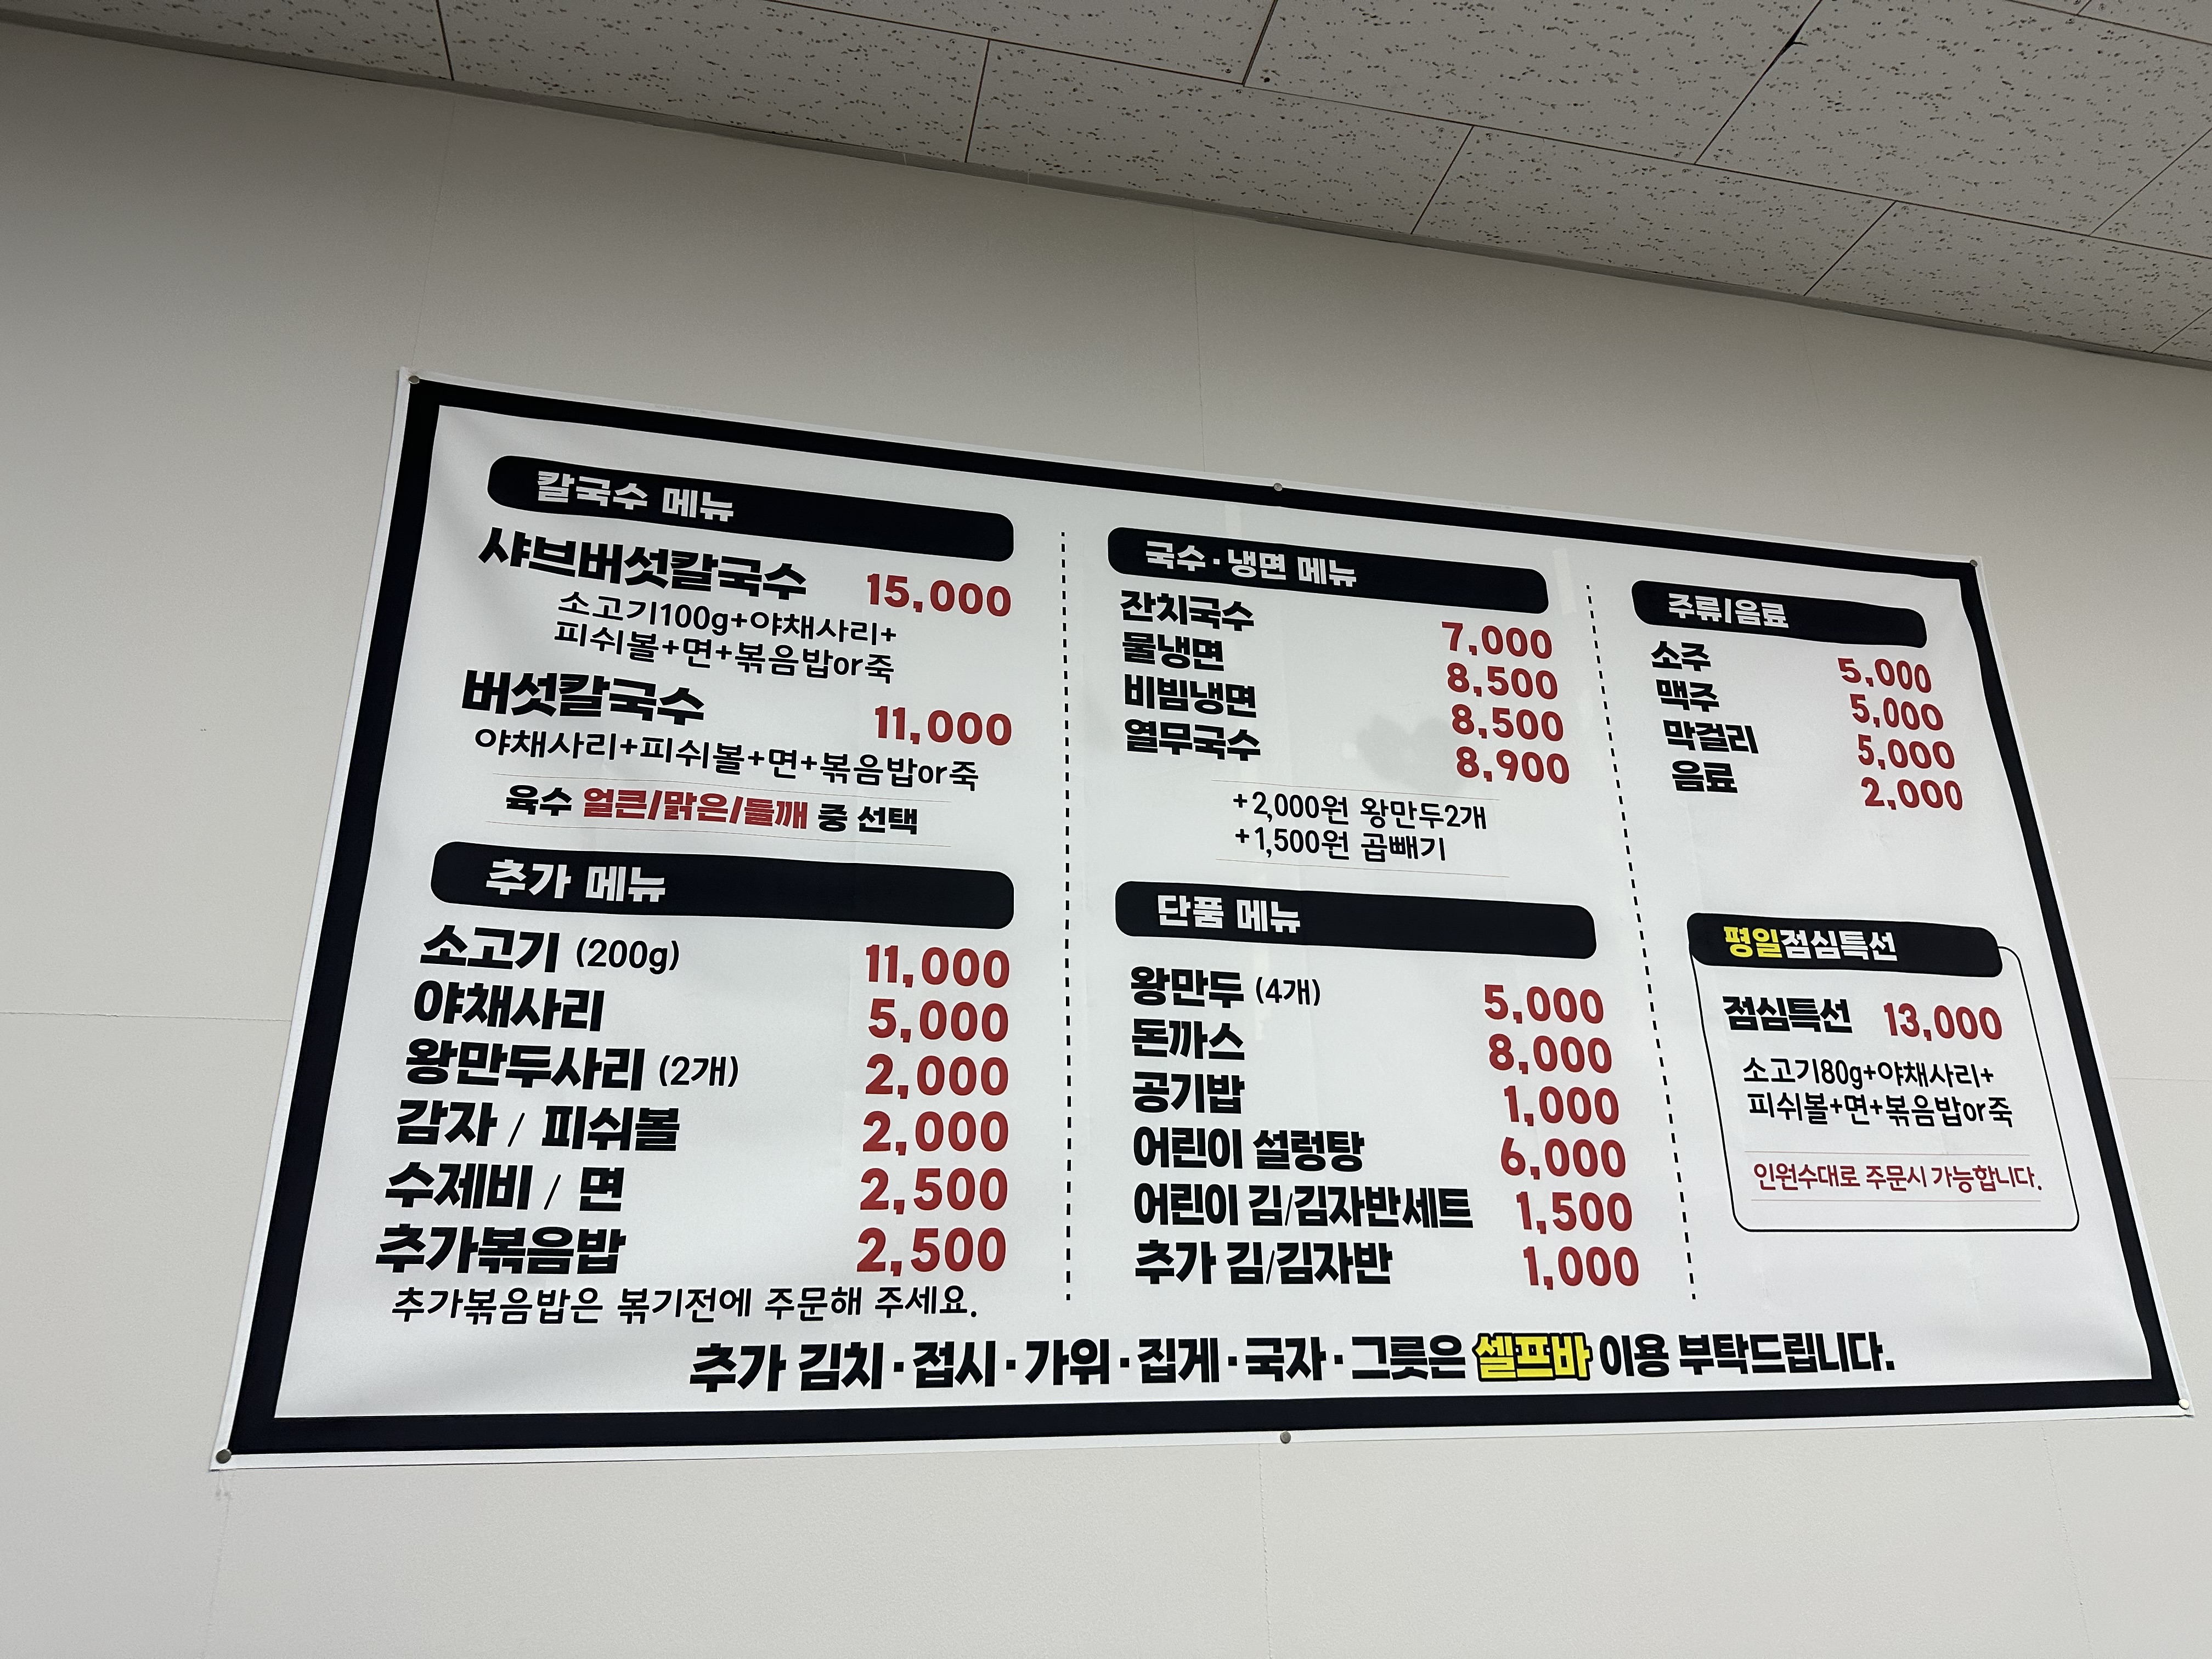 칼국수 메뉴
샤브버섯칼국수 15,000
소고기100g+야채사리+
피쉬볼+면+볶음밥or죽
버섯칼국수 11,000
야채사리+피쉬볼+면+볶음밥or죽
육수 얼큰/맑은/들깨 중 선택
추가 메뉴
소고기 (200g) 11,000
야채사리 5,000
왕만두사리 (2개) 2,000
감자 / 피쉬볼 2,000
수제비 / 면 2,500
추가볶음밥 2,500
추가볶음밥은 볶기전에 주문해 주세요.
국수·냉면 메뉴
잔치국수 7,000
물냉면 8,500
비빔냉면 8,500
열무국수 8,900
+2,000원 왕만두2개
+1,500원 곱빼기
단품 메뉴
왕만두 (4개) 5,000
돈까스 8,000
공기밥 1,000
어린이 설렁탕 6,000
어린이 김/김자반세트 1,500
추가 김/김자반 1,000
주류/음료
소주 5,000
맥주 5,000
막걸리 5,000
음료 2,000
평일점심특선
점심특선 13,000
소고기80g+야채사리+
피쉬볼+면+볶음밥or죽
인원수대로 주문시 가능합니다.
추가 김치·접시·가위·집게·국자·그릇은 셀프바 이용 부탁드립니다.